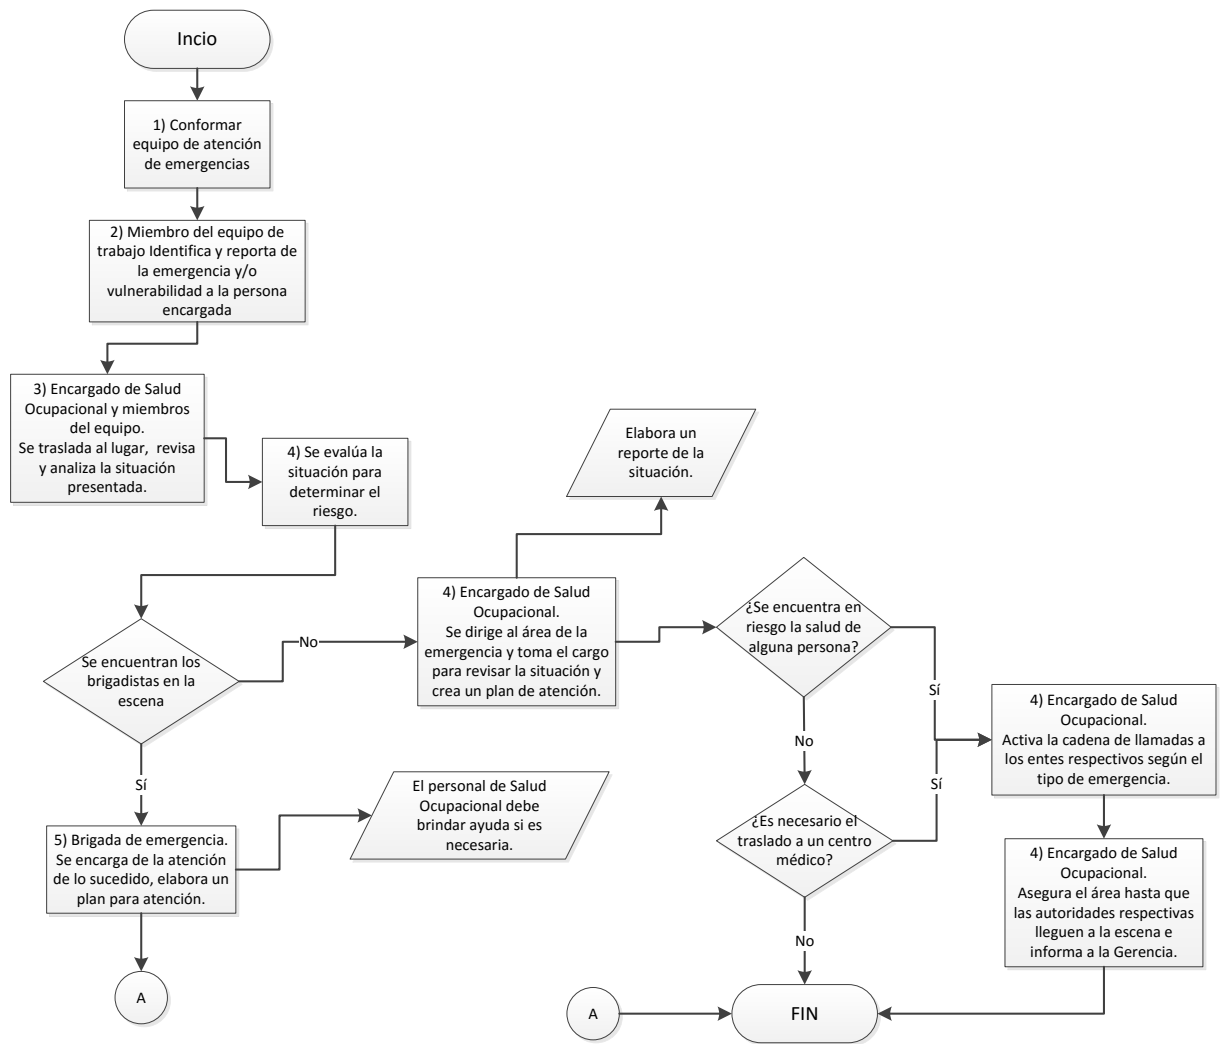 Incio
1) Conformar
equipo de atención
de emergencias
2) Miembro del equipo de
trabajo Identifica y reporta de
la emergencia y/o
vulnerabilidad a la persona
encargada
3) Encargado de Salud
Ocupacional y miembros
del equipo.
Se traslada al lugar, revisa
y analiza la situación
presentada.
4) Se evalúa la
situación para
determinar el
riesgo.
Elabora un
reporte de la
situación.
Se encuentran los
brigadistas en la
escena
No
4) Encargado de Salud
Ocupacional.
Se dirige al área de la
emergencia y toma el cargo
para revisar la situación y
crea un plan de atención.
¿Se encuentra en
riesgo la salud de
alguna persona?
Sí
No
4) Encargado de Salud
Ocupacional.
Activa la cadena de llamadas a
los entes respectivos según el
tipo de emergencia.
Sí
Sí
El personal de Salud
Ocupacional debe
brindar ayuda si es
necesaria.
¿Es necesario el
traslado a un centro
médico?
5) Brigada de emergencia.
Se encarga de la atención
de lo sucedido, elabora un
plan para atención.
4) Encargado de Salud
Ocupacional.
Asegura el área hasta que
las autoridades respectivas
lleguen a la escena e
informa a la Gerencia.
No
A
A
FIN